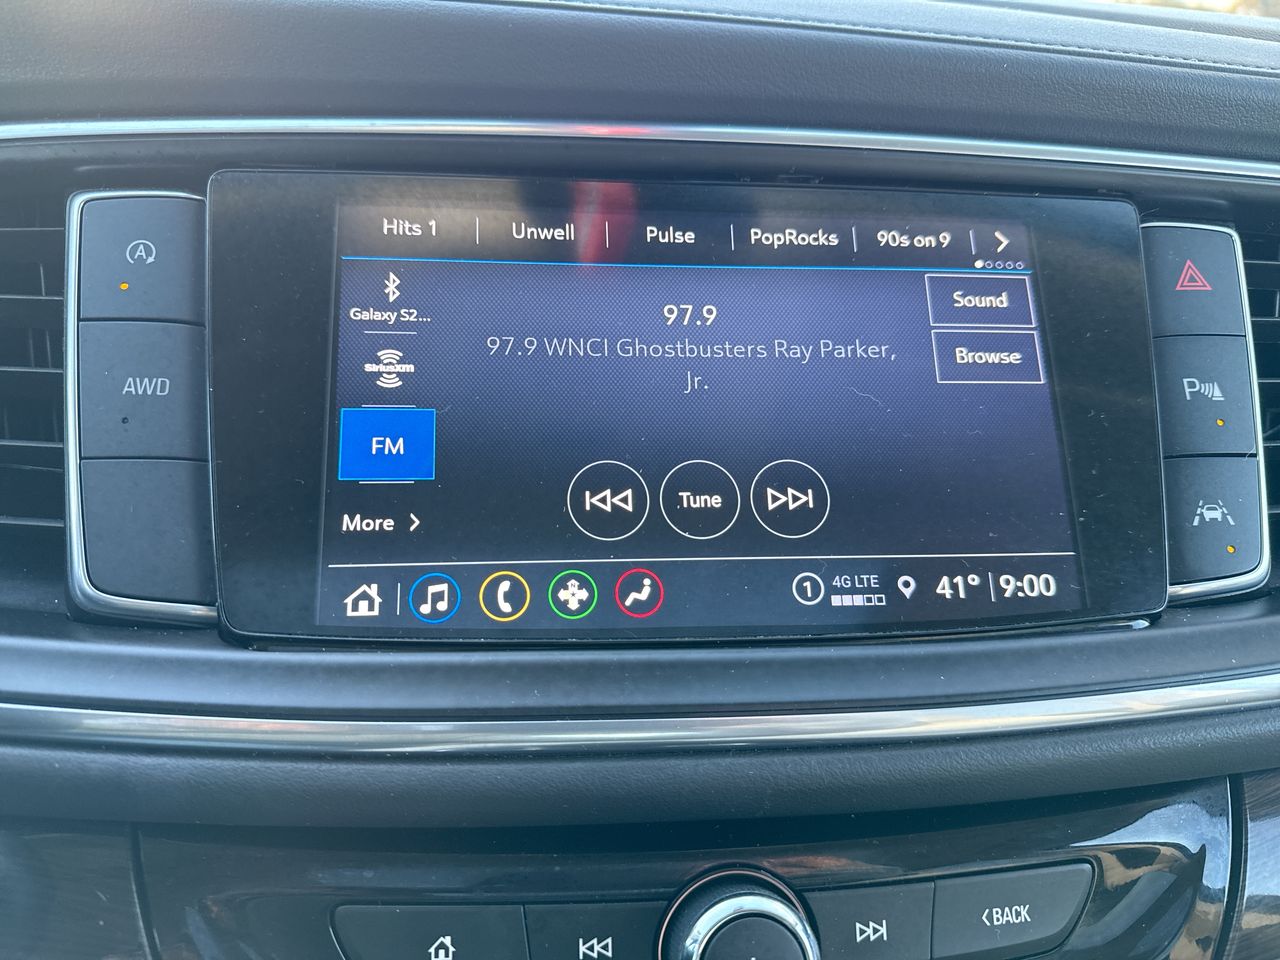 Hits 1 | Unwell | Pulse | PopRocks | 90s on 9
A
Galaxy S2...
97.9
Sound
97.9 WNCI Ghostbusters Ray Parker,
Jr.
Browse
SiriusXM
AWD
P
FM
Tune
More
1 4G LTE 41° | 9:00
BACK